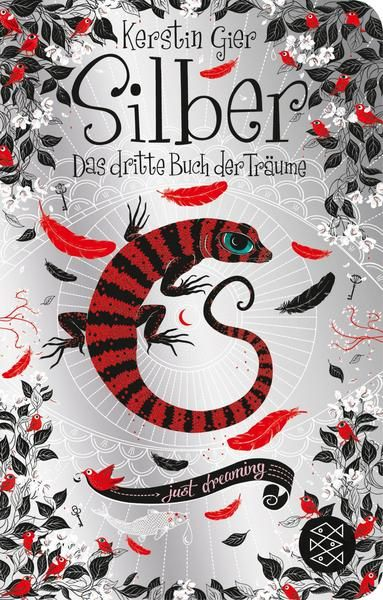 Kerstin Gier
Silber
Das dritte Buch der Träume
just dreaming